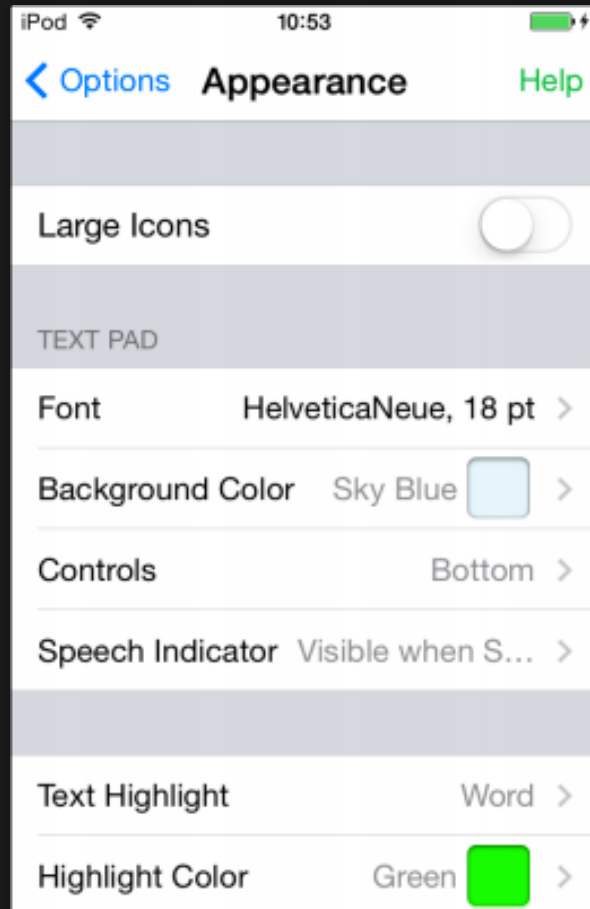 iPod 10:53
Options Appearance Help
Large Icons
TEXT PAD
Font HelveticaNeue, 18 pt
Background Color Sky Blue
Controls Bottom
Speech Indicator Visible when S...
Text Highlight Word
Highlight Color Green